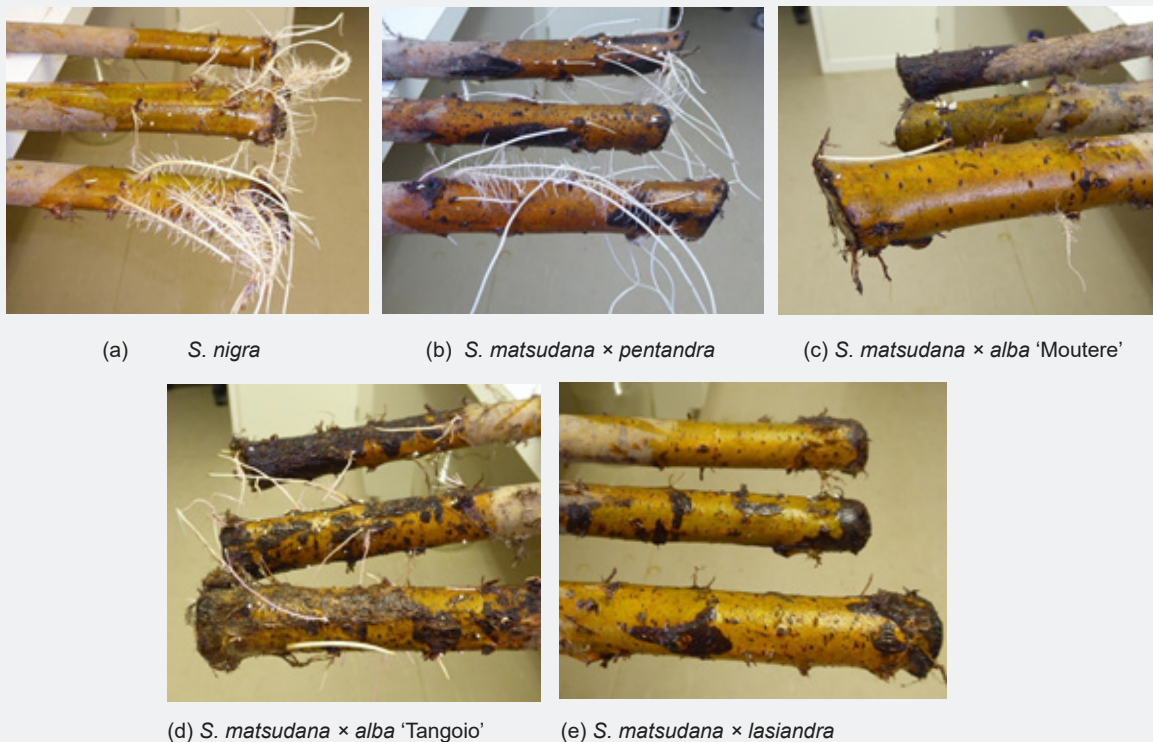 (a) S. nigra
(b) S. matsudana × pentandra
(c) S. matsudana × alba ‘Moutere’
(d) S. matsudana × alba ‘Tangoio’
(e) S. matsudana × lasiandra